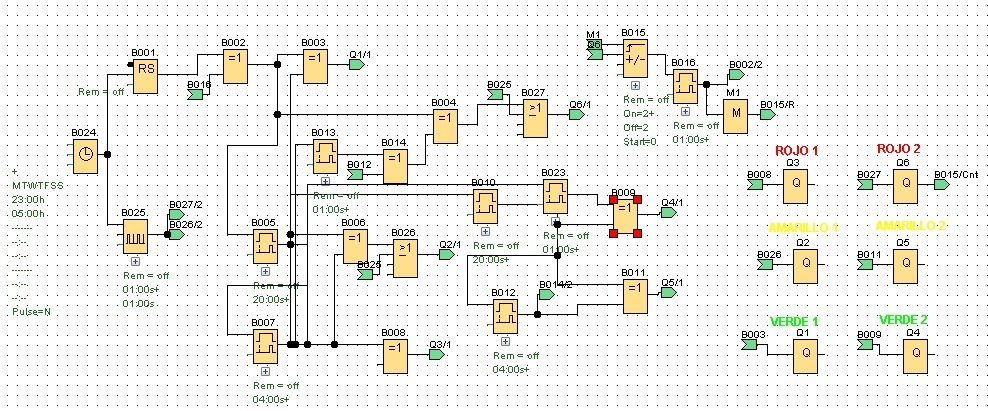 B001
RS
Rem = off
B002
=1
B016
B003
=1
Q1/1
M1
Q6
B015
+/-
Rem = off
On=2+
Off=2
Start=0
B016
Rem = off
01:00s+
B002/2
M1
M
B015/R
B025
B027
≥1
Q6/1
B004
=1
B024
+
MTWTFSS
23:00h
05:00h
------
--:--
--:--
------
--:--
--:--
Pulse=N
B013
Rem = off
01:00s+
B014
=1
B012
ROJO 1
Q3
B008
Q
ROJO 2
Q6
B027
Q
B015/Cnt
B025
Rem = off
01:00s+
01:00s
B027/2
B026/2
B010
Rem = off
20:00s+
B023
Rem = off
01:00s+
B009
=1
Q4/1
B005
Rem = off
20:00s+
B006
=1
B025
B026
≥1
Q2/1
AMARILLO 1
Q2
B026
Q
AMARILLO 2
Q5
B011
Q
B012
Rem = off
04:00s+
B014/2
B011
=1
Q5/1
B007
Rem = off
04:00s+
B008
=1
Q3/1
VERDE 1
Q1
B003
Q
VERDE 2
Q4
B009
Q